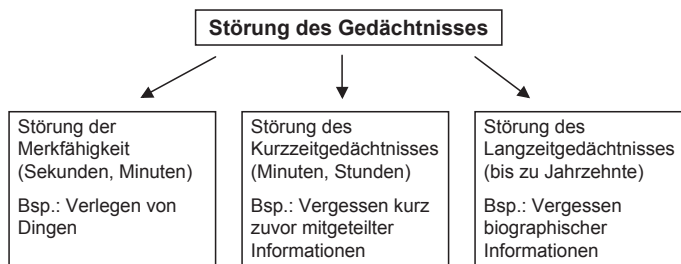 Störung des Gedächtnisses
Störung der
Merkfähigkeit
(Sekunden, Minuten)
Bsp.: Verlegen von
Dingen
Störung des
Kurzzeitgedächtnisses
(Minuten, Stunden)
Bsp.: Vergessen kurz
zuvor mitgeteilter
Informationen
Störung des
Langzeitgedächtnisses
(bis zu Jahrzehnte)
Bsp.: Vergessen
biographischer
Informationen